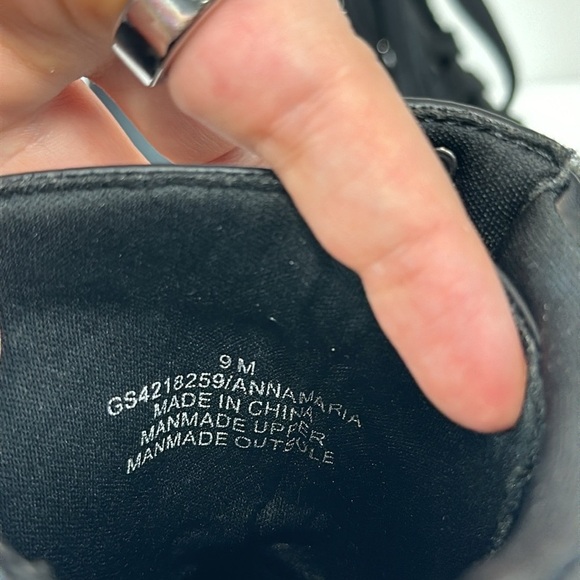 9 M
GS4218259/ANNAMARIA
MADE IN CHINA
MANMADE UPPER
MANMADE OUTSOLE